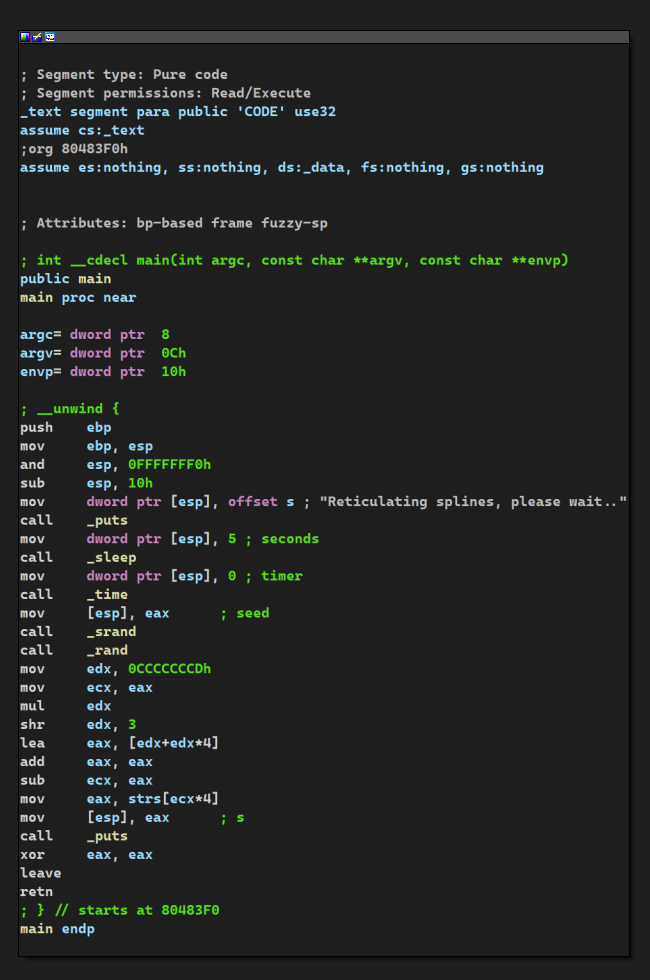 ; Segment type: Pure code
; Segment permissions: Read/Execute
_text segment para public 'CODE' use32
assume cs:_text
;org 80483F0h
assume es:nothing, ss:nothing, ds:_data, fs:nothing, gs:nothing
; Attributes: bp-based frame fuzzy-sp
; int __cdecl main(int argc, const char **argv, const char **envp)
public main
main proc near
argc= dword ptr  8
argv= dword ptr  0Ch
envp= dword ptr  10h
; __unwind {
push    ebp
mov     ebp, esp
and     esp, 0FFFFFFF0h
sub     esp, 10h
mov     dword ptr [esp], offset s ; "Reticulating splines, please wait.."
call    _puts
mov     dword ptr [esp], 5 ; seconds
call    _sleep
mov     dword ptr [esp], 0 ; timer
call    _time
mov     [esp], eax      ; seed
call    _srand
call    _rand
mov     edx, 0CCCCCCCDh
mov     ecx, eax
mul     edx
shr     edx, 3
lea     eax, [edx+edx*4]
add     eax, eax
sub     ecx, eax
mov     eax, strs[ecx*4]
mov     [esp], eax      ; s
call    _puts
xor     eax, eax
leave
retn
; } // starts at 80483F0
main endp